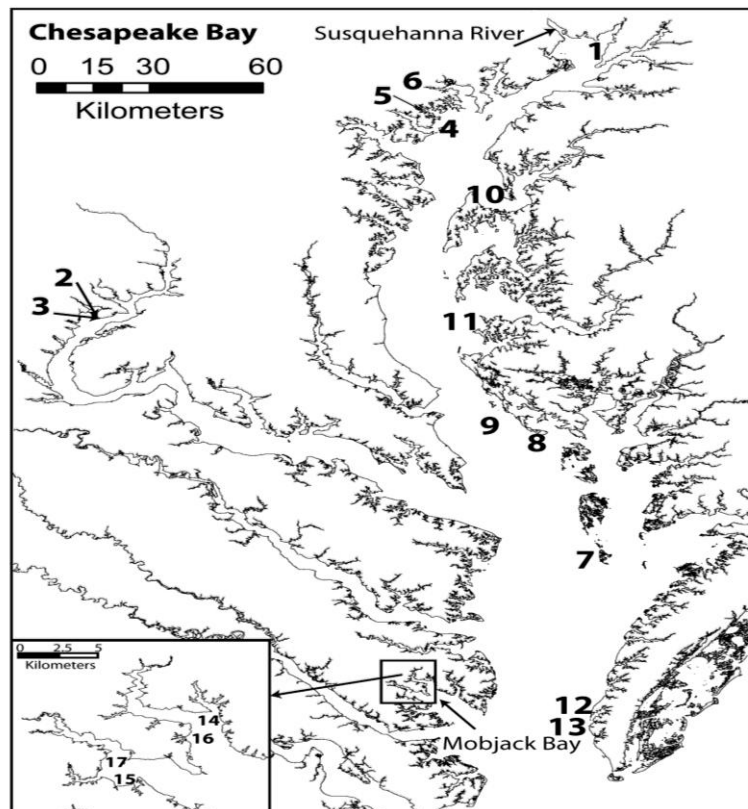 Chesapeake Bay
Susquehanna River
0 15 30 60
Kilometers
1
6
5
4
10
2
3
11
9
8
7
12
13
Mobjack Bay
0 2.5 5
Kilometers
14
16
17
15